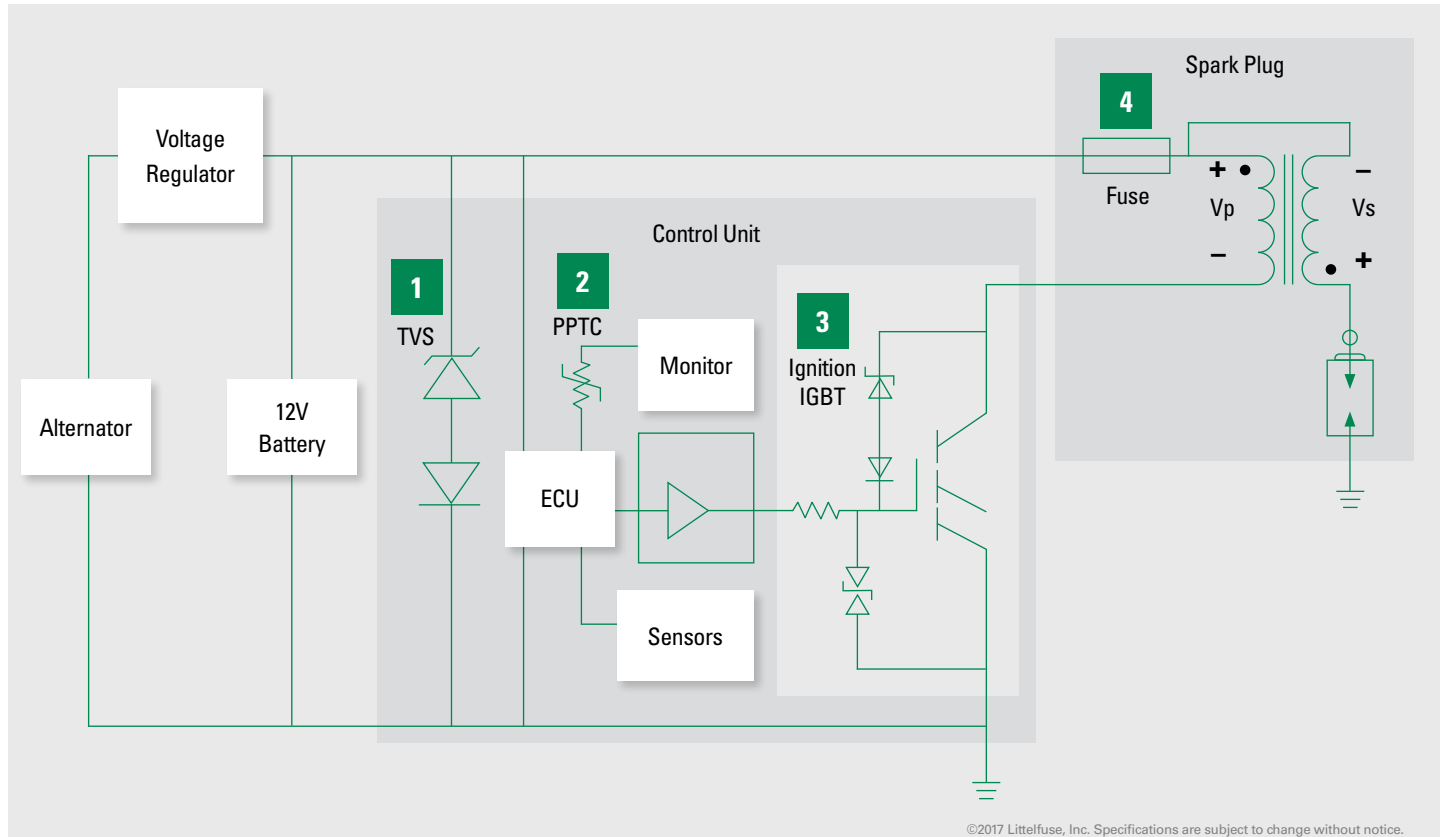 Spark Plug
4
Voltage
Regulator
Fuse
+
Vp
–
–
Vs
+
Control Unit
1
TVS
2
PPTC
3
Ignition
IGBT
Monitor
Alternator
12V
Battery
ECU
Sensors
©2017 Littelfuse, Inc. Specifications are subject to change without notice.